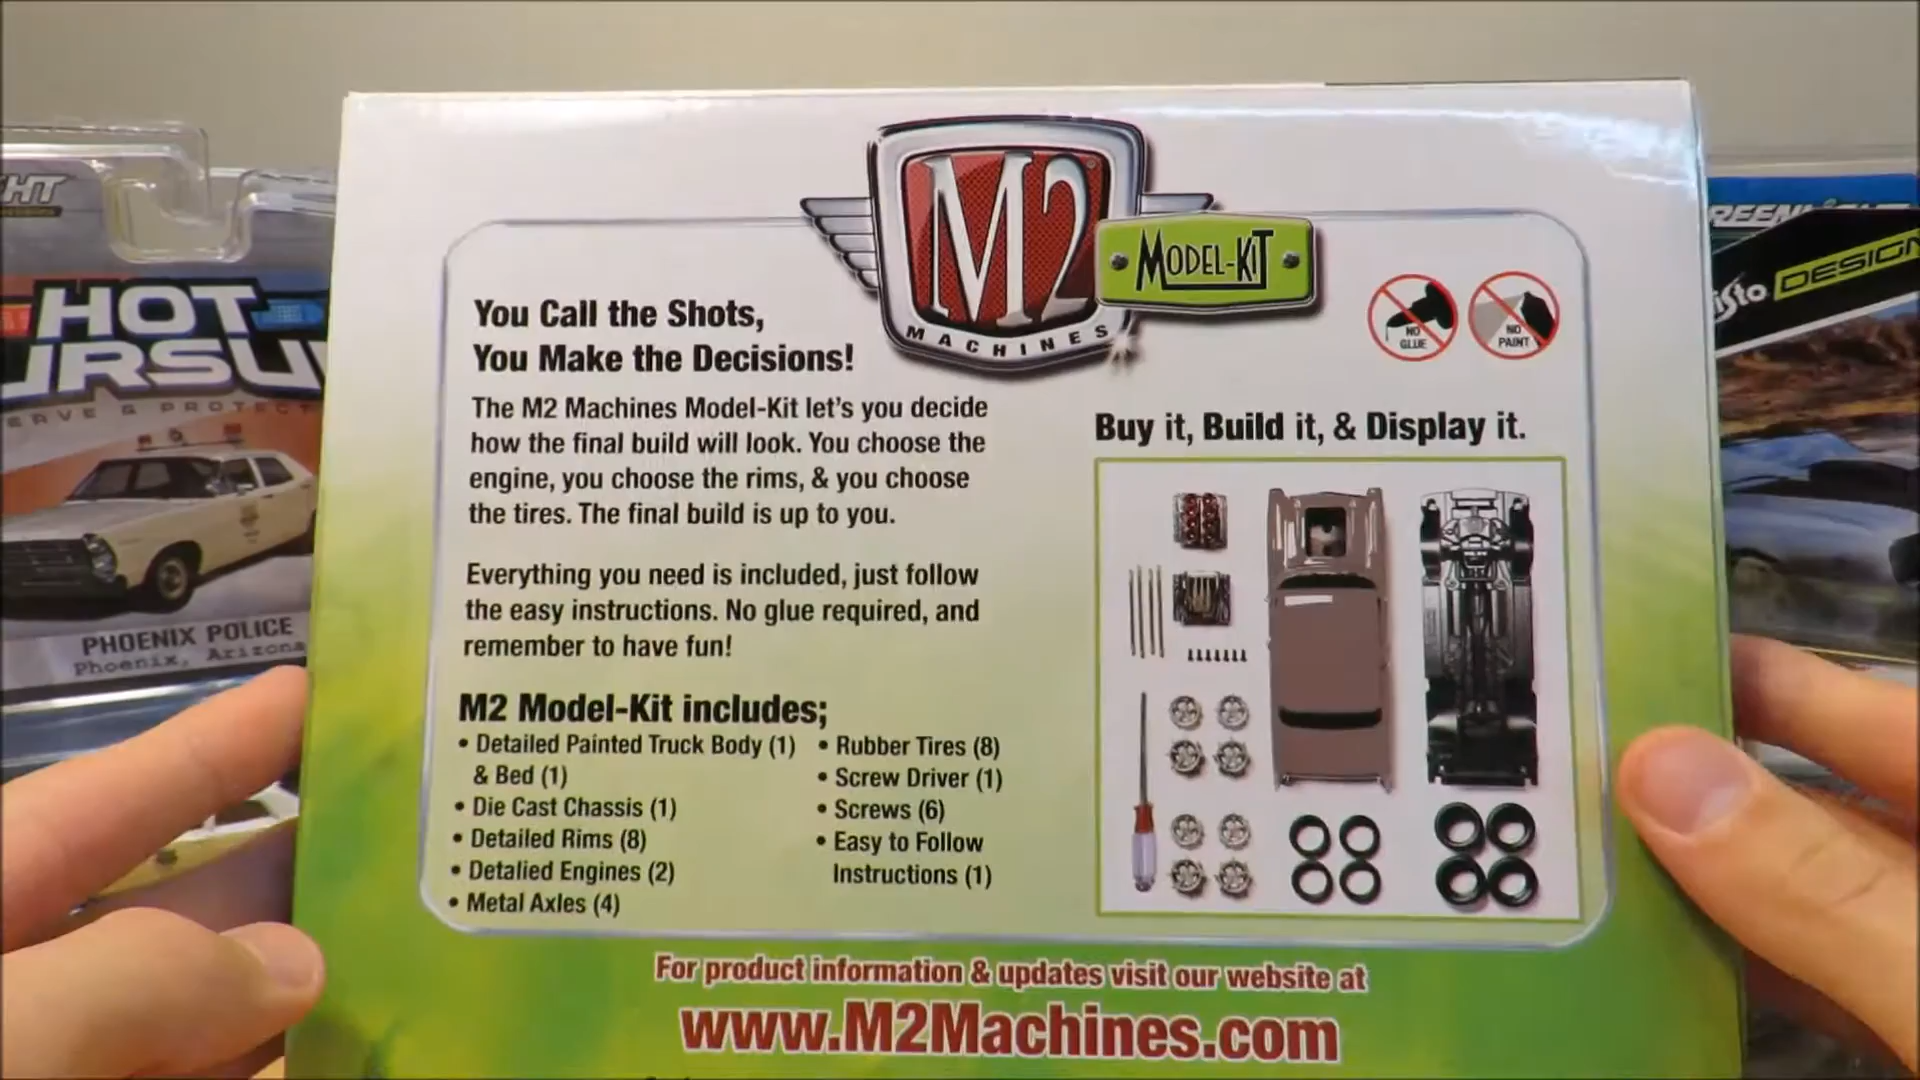 M2
MACHINES
MODEL-KIT
NO
GLUE
NO
PAINT
You Call the Shots,
You Make the Decisions!
The M2 Machines Model-Kit let's you decide
how the final build will look. You choose the
engine, you choose the rims, & you choose
the tires. The final build is up to you.
Everything you need is included, just follow
the easy instructions. No glue required, and
remember to have fun!
M2 Model-Kit includes;
• Detailed Painted Truck Body (1)
& Bed (1)
• Die Cast Chassis (1)
• Detailed Rims (8)
• Detalied Engines (2)
• Metal Axles (4)
• Rubber Tires (8)
• Screw Driver (1)
• Screws (6)
• Easy to Follow
Instructions (1)
Buy it, Build it, & Display it.
For product information & updates visit our website at
www.M2Machines.com
HT
HOT
URSU
ERVE & PROTECT
PHOENIX POLICE
Phoenix, Arizona
REENLIGHT
isto DESIGN